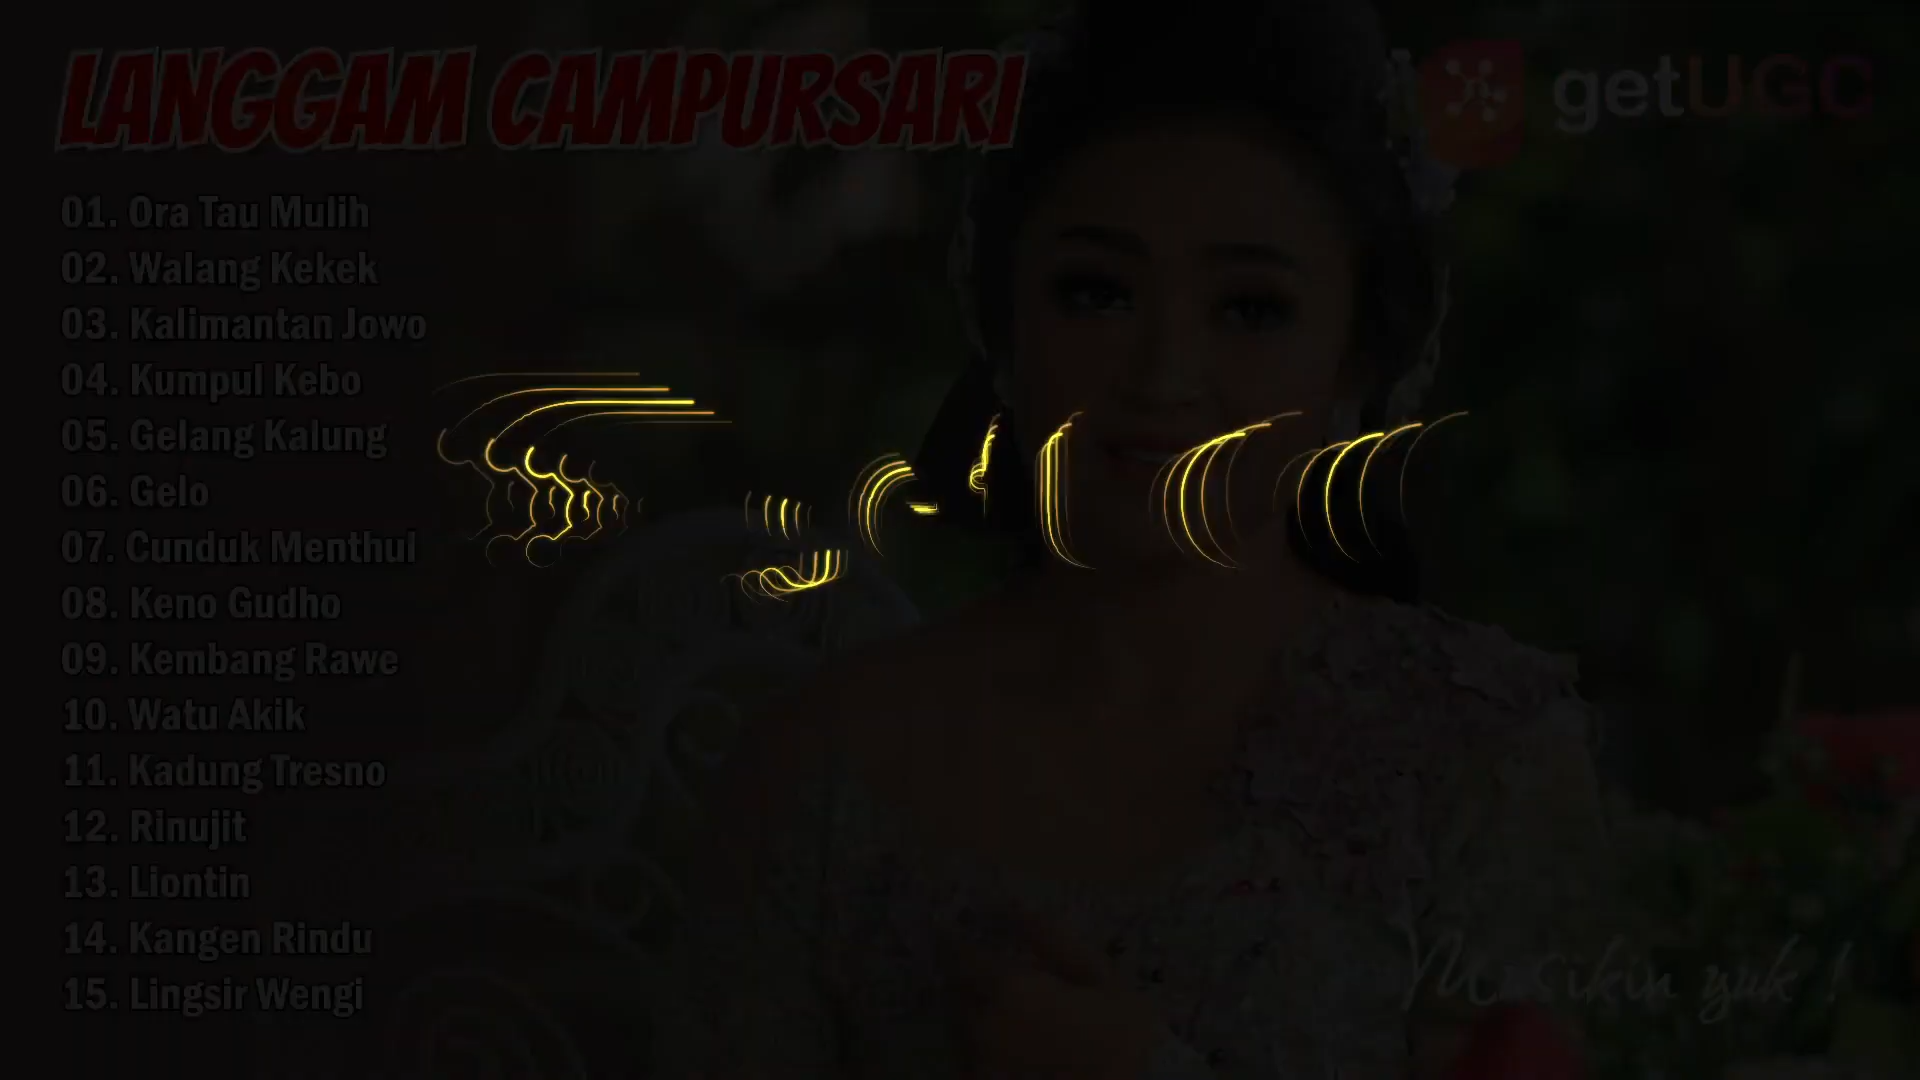 LANGGAM CAMPURSARI
getUGC
01. Ora Tau Mulih
02. Walang Kekek
03. Kalimantan Jowo
04. Kumpul Kebo
05. Gelang Kalung
06. Gelo
07. Cunduk Menthul
08. Keno Gudho
09. Kembang Rawe
10. Watu Akik
11. Kadung Tresno
12. Rinujit
13. Liontin
14. Kangen Rindu
15. Lingsir Wengi
Musikin yuk !